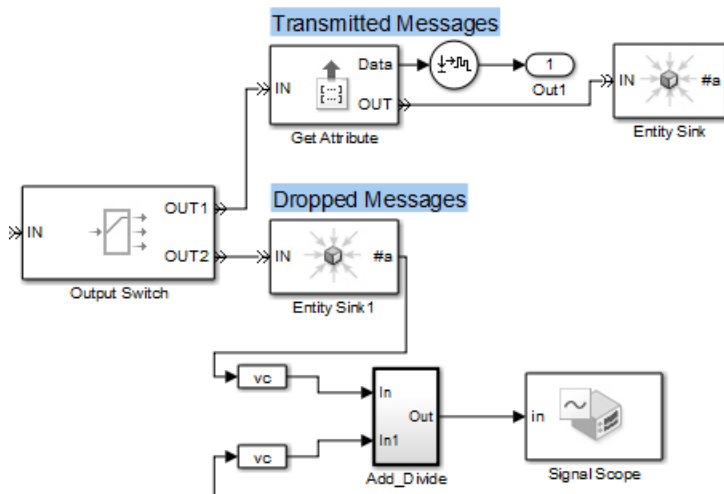 Transmitted Messages
IN
Data
OUT
[...]
Get Attribute
1
Out1
IN
#a
Entity Sink
IN
OUT1
OUT2
Output Switch
Dropped Messages
IN
#a
Entity Sink1
vc
vc
In
In1
Out
Add_Divide
in
Signal Scope